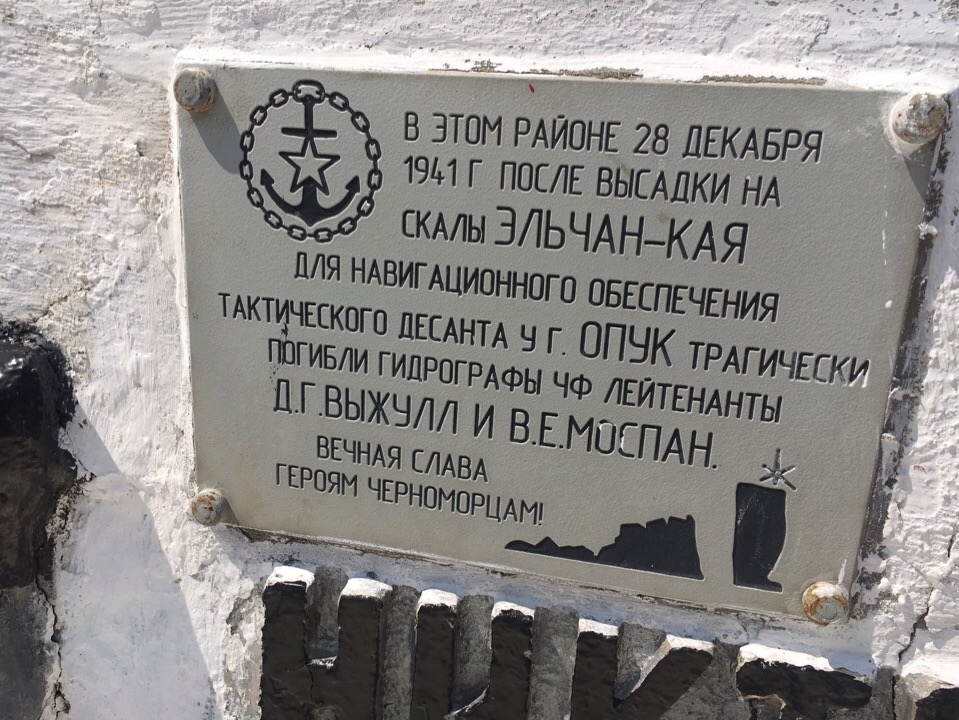 В ЭТОМ РАЙОНЕ 28 ДЕКАБРЯ
1941 Г ПОСЛЕ ВЫСАДКИ НА
СКАЛЫ ЭЛЬЧАН-КАЯ
ДЛЯ НАВИГАЦИОННОГО ОБЕСПЕЧЕНИЯ
ТАКТИЧЕСКОГО ДЕСАНТА У Г. ОПУК ТРАГИЧЕСКИ
ПОГИБЛИ ГИДРОГРАФЫ ЧФ ЛЕЙТЕНАНТЫ
Д.Г.ВЫЖУЛЛ И В.Е.МОСПАН.
ВЕЧНАЯ СЛАВА
ГЕРОЯМ ЧЕРНОМОРЦАМ!